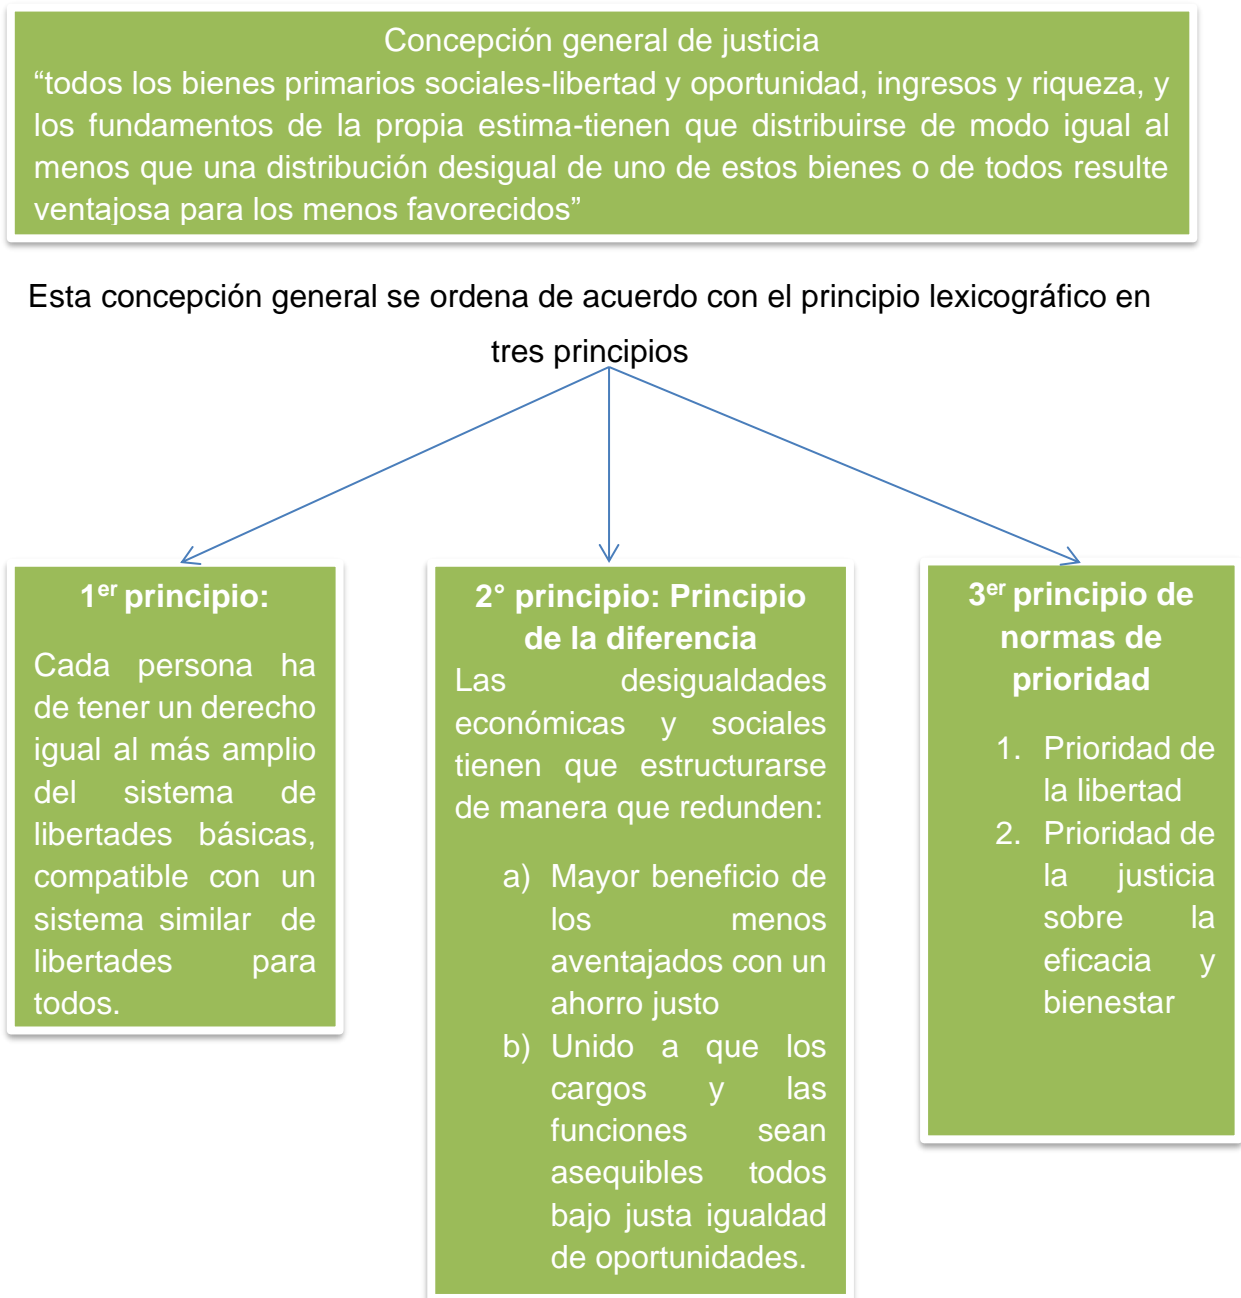 Concepción general de justicia
“todos los bienes primarios sociales-libertad y oportunidad, ingresos y riqueza, y
los fundamentos de la propia estima-tienen que distribuirse de modo igual al
menos que una distribución desigual de uno de estos bienes o de todos resulte
ventajosa para los menos favorecidos”
Esta concepción general se ordena de acuerdo con el principio lexicográfico en
tres principios
1er principio:
Cada persona ha
de tener un derecho
igual al más amplio
del sistema de
libertades básicas,
compatible con un
sistema similar de
libertades para
todos.
2° principio: Principio
de la diferencia
Las desigualdades
económicas y sociales
tienen que estructurarse
de manera que redunden:
a) Mayor beneficio de
los menos
aventajados con un
ahorro justo
b) Unido a que los
cargos y las
funciones sean
asequibles todos
bajo justa igualdad
de oportunidades.
3er principio de
normas de
prioridad
1. Prioridad de
la libertad
2. Prioridad de
la justicia
sobre la
eficacia y
bienestar